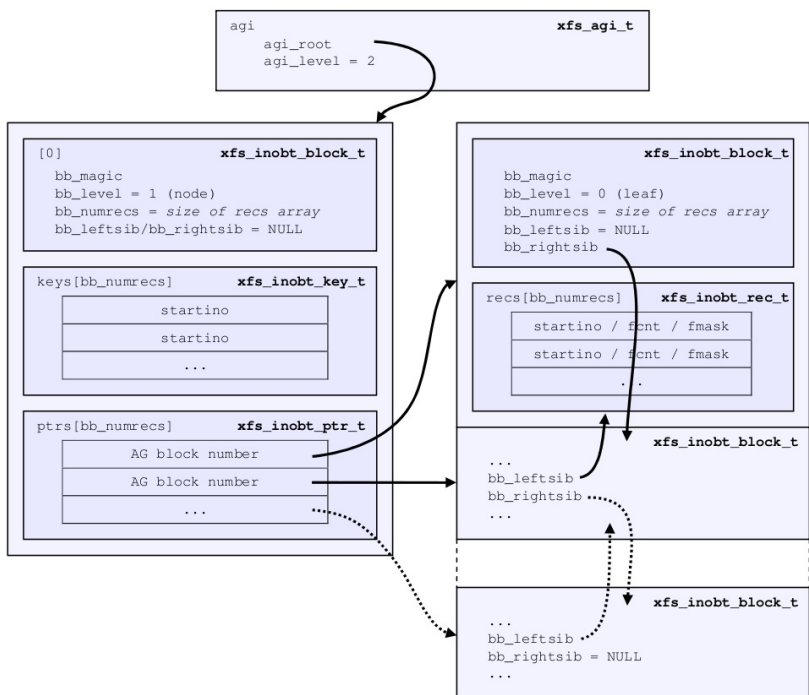 agi xfs_agi_t
agi_root
agi_level = 2
[0] xfs_inobt_block_t
bb_magic
bb_level = 1 (node)
bb_numrecs = size of recs array
bb_leftsib/bb_rightsib = NULL
keys[bb_numrecs] xfs_inobt_key_t
startino
startino
...
ptrs[bb_numrecs] xfs_inobt_ptr_t
AG block number
AG block number
...
xfs_inobt_block_t
bb_magic
bb_level = 0 (leaf)
bb_numrecs = size of recs array
bb_leftsib = NULL
bb_rightsib
recs[bb_numrecs] xfs_inobt_rec_t
startino / fcnt / fmask
startino / fcnt / fmask
...
xfs_inobt_block_t
...
bb_leftsib
bb_rightsib
...
xfs_inobt_block_t
...
bb_leftsib
bb_rightsib = NULL
...